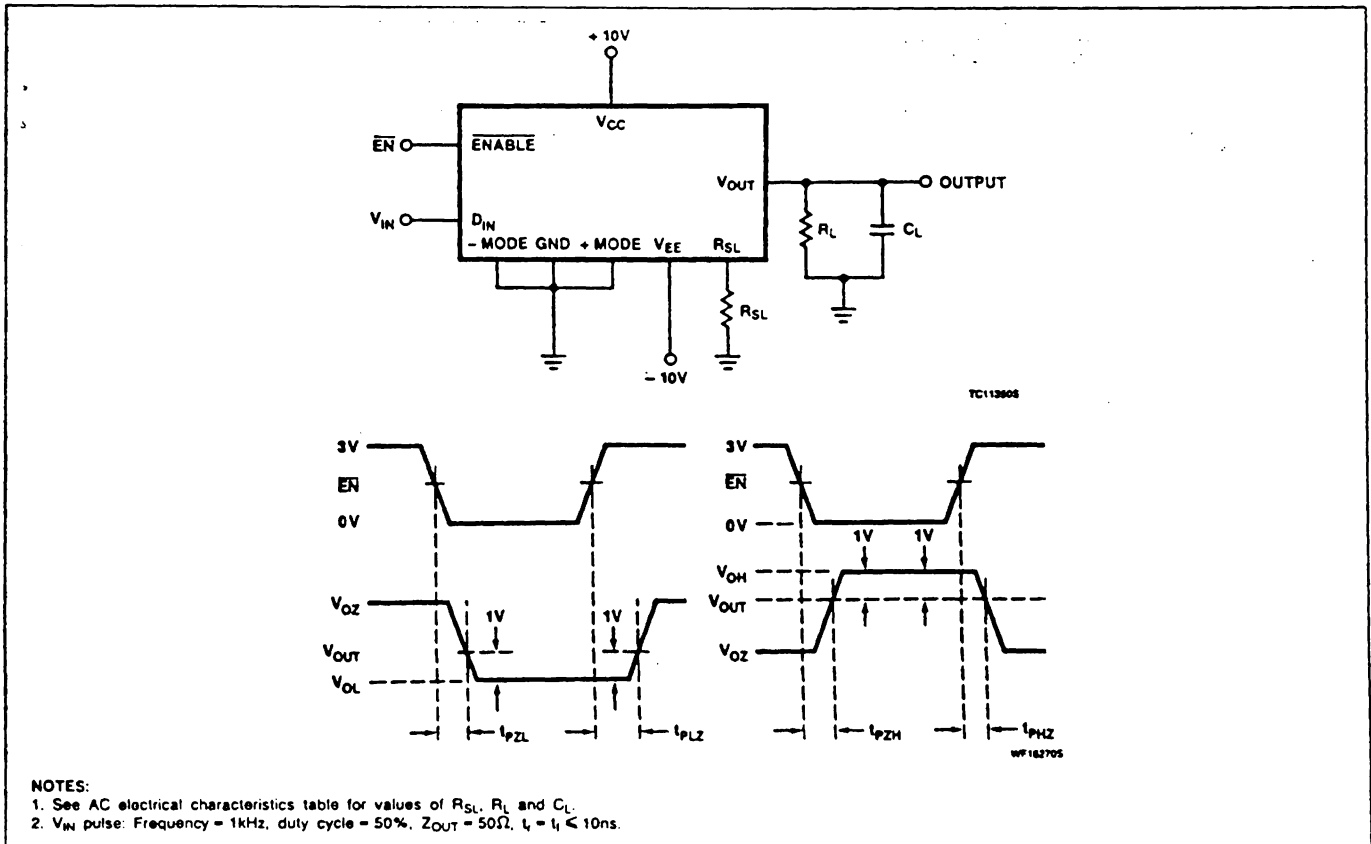 + 10V
VCC
EN
ENABLE
VOUT
OUTPUT
VIN
DIN
RL
CL
- MODE GND + MODE VEE RSL
RSL
- 10V
TC11360S
3V
3V
EN
EN
0V
0V
1V
1V
VOH
VOZ
1V
1V
VOUT
VOUT
VOZ
VOL
tPZL
tPLZ
tPZH
tPHZ
WF16270S
NOTES:
1. See AC electrical characteristics table for values of RSL, RL and CL.
2. VIN pulse: Frequency = 1kHz, duty cycle = 50%, ZOUT = 50Ω, tr = tf ≤ 10ns.